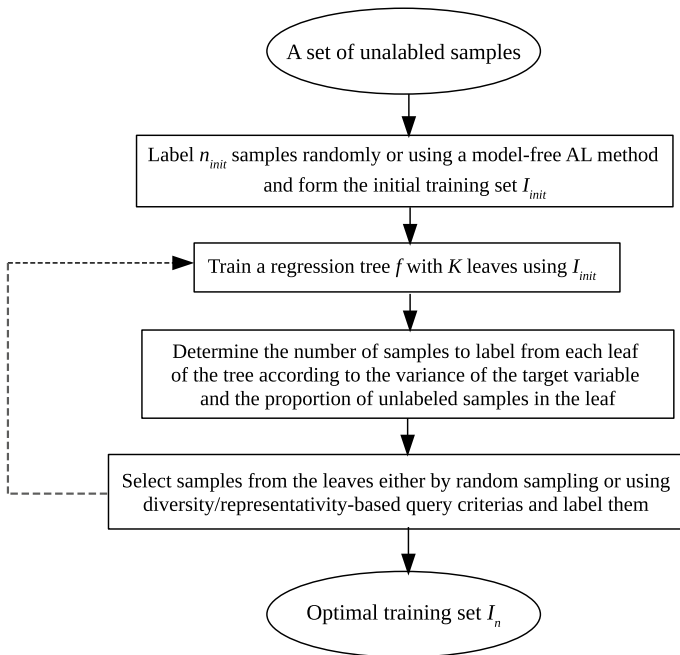 A set of unalabled samples
Label n_init samples randomly or using a model-free AL method
and form the initial training set I_init
Train a regression tree f with K leaves using I_init
Determine the number of samples to label from each leaf
of the tree according to the variance of the target variable
and the proportion of unlabeled samples in the leaf
Select samples from the leaves either by random sampling or using
diversity/representativity-based query criterias and label them
Optimal training set I_n